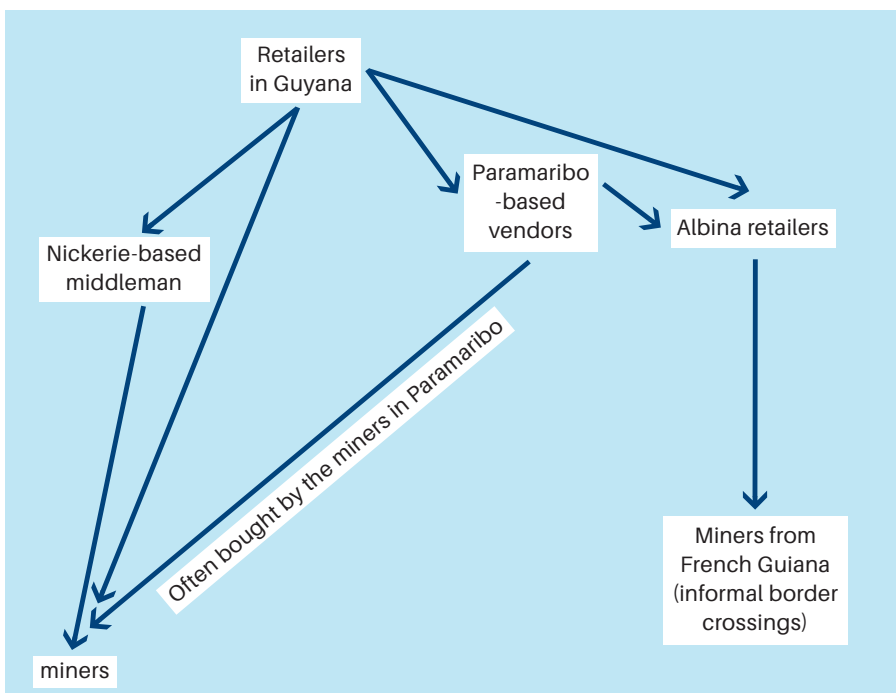 Retailers
in Guyana
Paramaribo
-based
vendors
Albina retailers
Nickerie-based
middleman
Often bought by the miners in Paramaribo
Miners from
French Guiana
(informal border
crossings)
miners